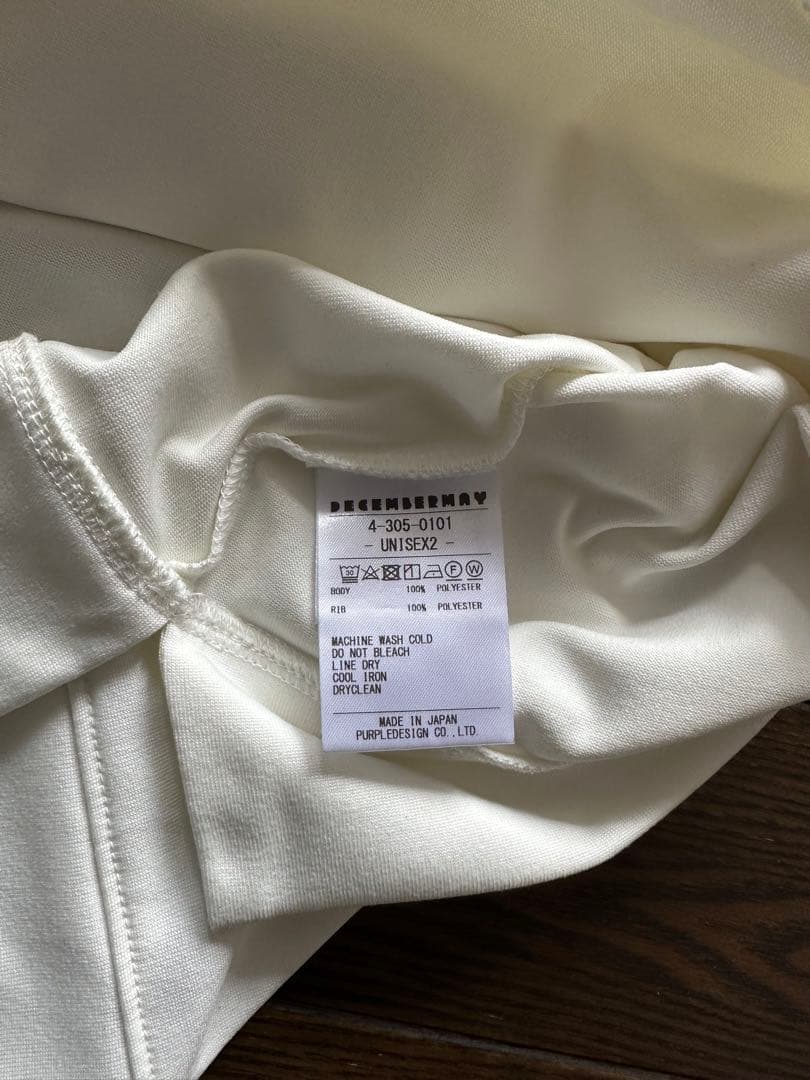 DECEMBERMAY
4-305-0101
- UNISEX2 -
30 F W
BODY 100% POLYESTER
RIB 100% POLYESTER
MACHINE WASH COLD
DO NOT BLEACH
LINE DRY
COOL IRON
DRYCLEAN
MADE IN JAPAN
PURPLEDESIGN CO.,LTD.